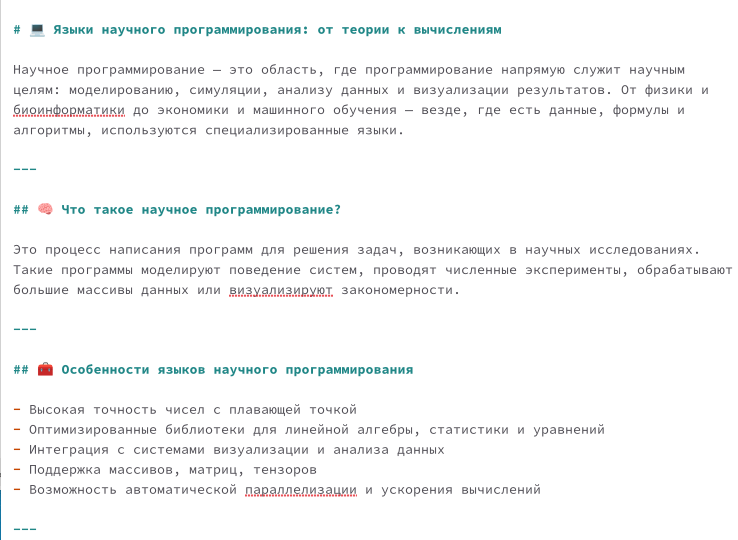 # 💻 Языки научного программирования: от теории к вычислениям
Научное программирование — это область, где программирование напрямую служит научным
целям: моделированию, симуляции, анализу данных и визуализации результатов. От физики и
биоинформатики до экономики и машинного обучения — везде, где есть данные, формулы и
алгоритмы, используются специализированные языки.
---
## 🧠 Что такое научное программирование?
Это процесс написания программ для решения задач, возникающих в научных исследованиях.
Такие программы моделируют поведение систем, проводят численные эксперименты, обрабатывают
большие массивы данных или визуализируют закономерности.
---
## 🧰 Особенности языков научного программирования
- Высокая точность чисел с плавающей точкой
- Оптимизированные библиотеки для линейной алгебры, статистики и уравнений
- Интеграция с системами визуализации и анализа данных
- Поддержка массивов, матриц, тензоров
- Возможность автоматической параллелизации и ускорения вычислений
---